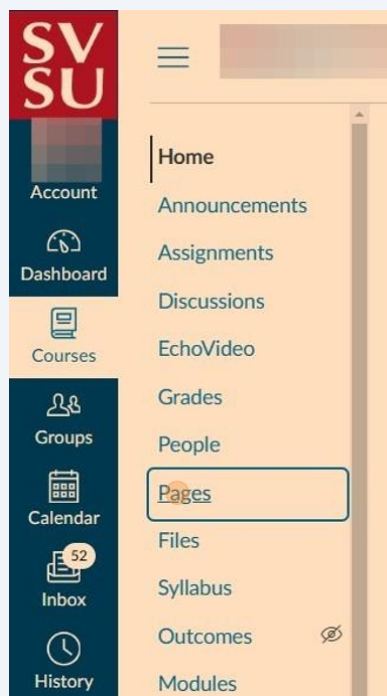 SV
SU
Account
Dashboard
Courses
Groups
Calendar
52
Inbox
History
Home
Announcements
Assignments
Discussions
EchoVideo
Grades
People
Pages
Files
Syllabus
Outcomes
Modules